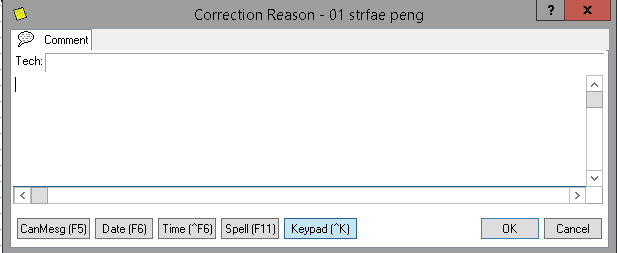 Correction Reason - 01 strfae peng
? x
Comment
Tech:
CanMesg (F5) Date (F6) Time (^F6) Spell (F11) Keypad (^K) OK Cancel